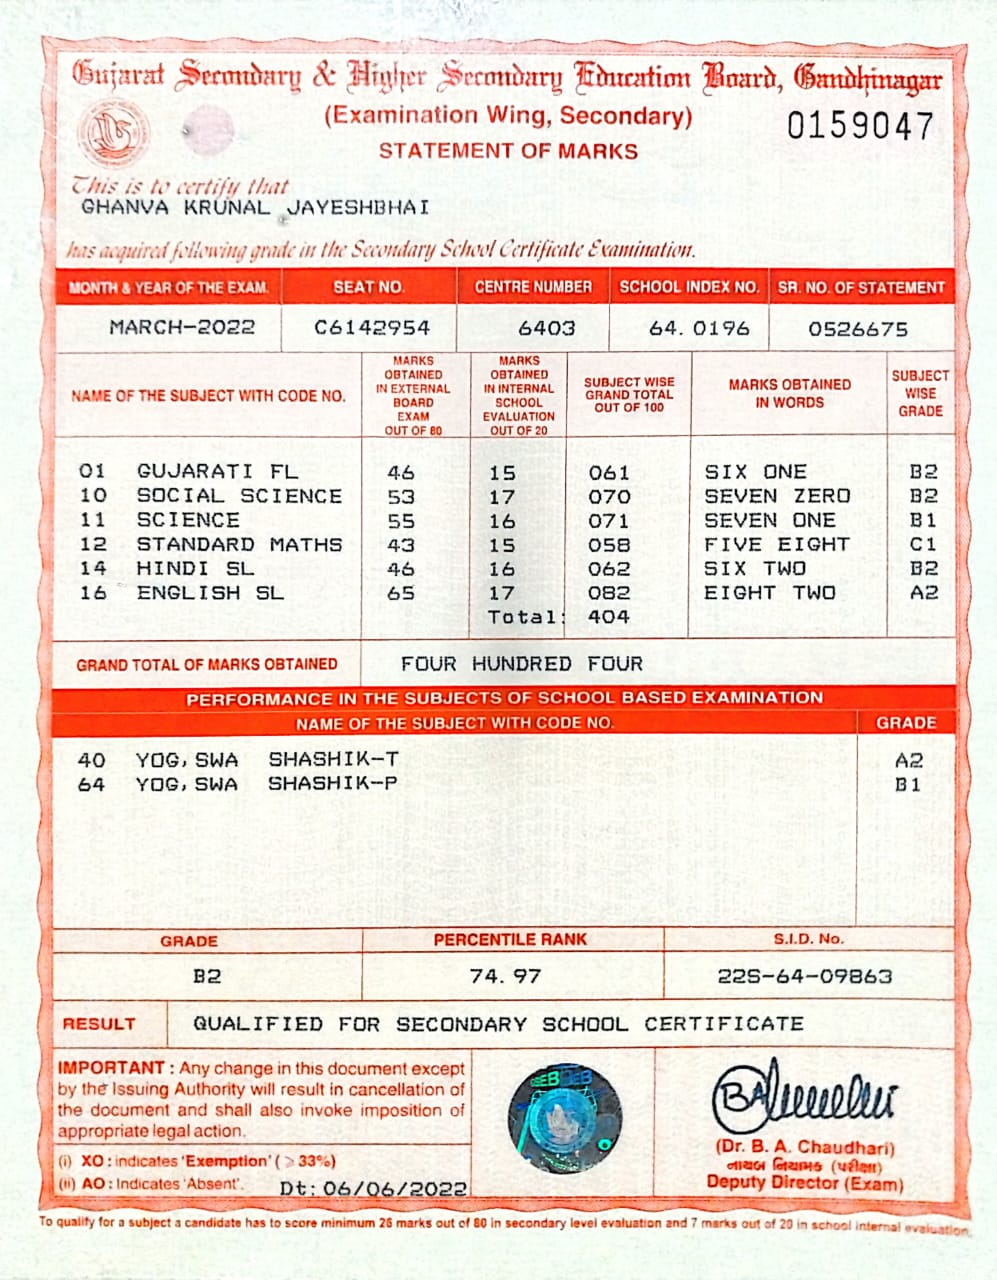 Gujarat Secondary & Higher Secondary Education Board, Gandhinagar
(Examination Wing, Secondary)
0159047
STATEMENT OF MARKS
This is to certify that
GHANVA KRUNAL JAYESHBHAI
has acquired following grade in the Secondary School Certificate Examination.
MONTH & YEAR OF THE EXAM. SEAT NO. CENTRE NUMBER SCHOOL INDEX NO. SR. NO. OF STATEMENT
MARCH-2022 C6142954 6403 64.0196 0526675
NAME OF THE SUBJECT WITH CODE NO.
MARKS
OBTAINED
IN EXTERNAL
BOARD
EXAM
OUT OF 80
MARKS
OBTAINED
IN INTERNAL
SCHOOL
EVALUATION
OUT OF 20
SUBJECT WISE
GRAND TOTAL
OUT OF 100
MARKS OBTAINED
IN WORDS
SUBJECT
WISE
GRADE
01 GUJARATI FL 46 15 061 SIX ONE B2
10 SOCIAL SCIENCE 53 17 070 SEVEN ZERO B2
11 SCIENCE 55 16 071 SEVEN ONE B1
12 STANDARD MATHS 43 15 058 FIVE EIGHT C1
14 HINDI SL 46 16 062 SIX TWO B2
16 ENGLISH SL 65 17 082 EIGHT TWO A2
Total: 404
GRAND TOTAL OF MARKS OBTAINED FOUR HUNDRED FOUR
PERFORMANCE IN THE SUBJECTS OF SCHOOL BASED EXAMINATION
NAME OF THE SUBJECT WITH CODE NO. GRADE
40 YOG,SWA SHASHIK-T A2
64 YOG,SWA SHASHIK-P B1
GRADE PERCENTILE RANK S.I.D. No.
B2 74.97 22S-64-09863
RESULT QUALIFIED FOR SECONDARY SCHOOL CERTIFICATE
IMPORTANT : Any change in this document except
by the Issuing Authority will result in cancellation of
the document and shall also invoke imposition of
appropriate legal action.
(i) XO : indicates 'Exemption' ( ≥ 33%)
(ii) AO : Indicates 'Absent'. Dt: 06/06/2022
(Dr. B. A. Chaudhari)
નાયબ નિયામક (પરીક્ષા)
Deputy Director (Exam)
To qualify for a subject a candidate has to score minimum 26 marks out of 80 in secondary level evaluation and 7 marks out of 20 in school internal evaluation.